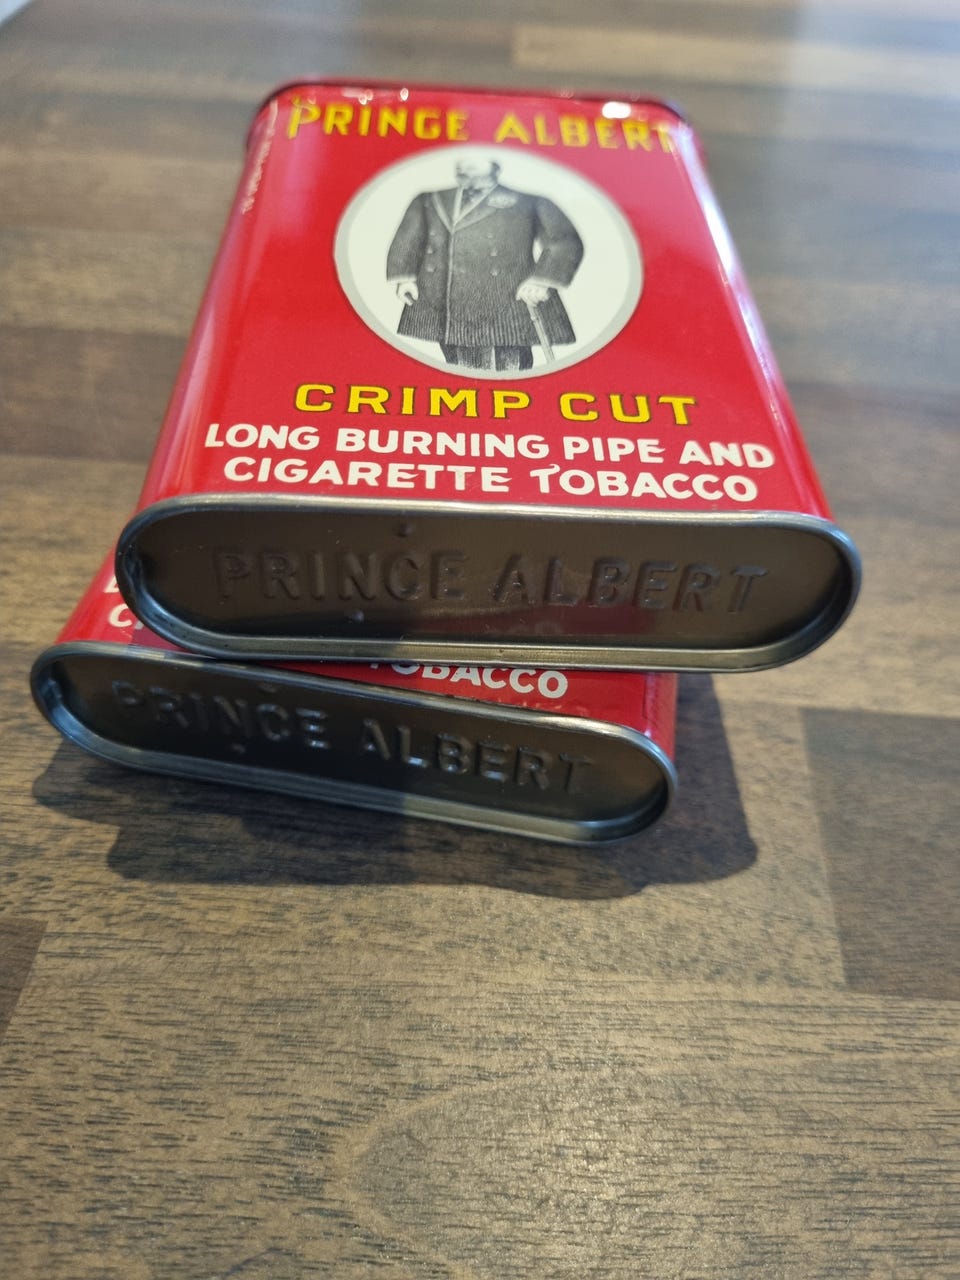 PRINCE ALBERT
CRIMP CUT
LONG BURNING PIPE AND
CIGARETTE TOBACCO
PRINCE ALBERT
TOBACCO
PRINCE ALBERT